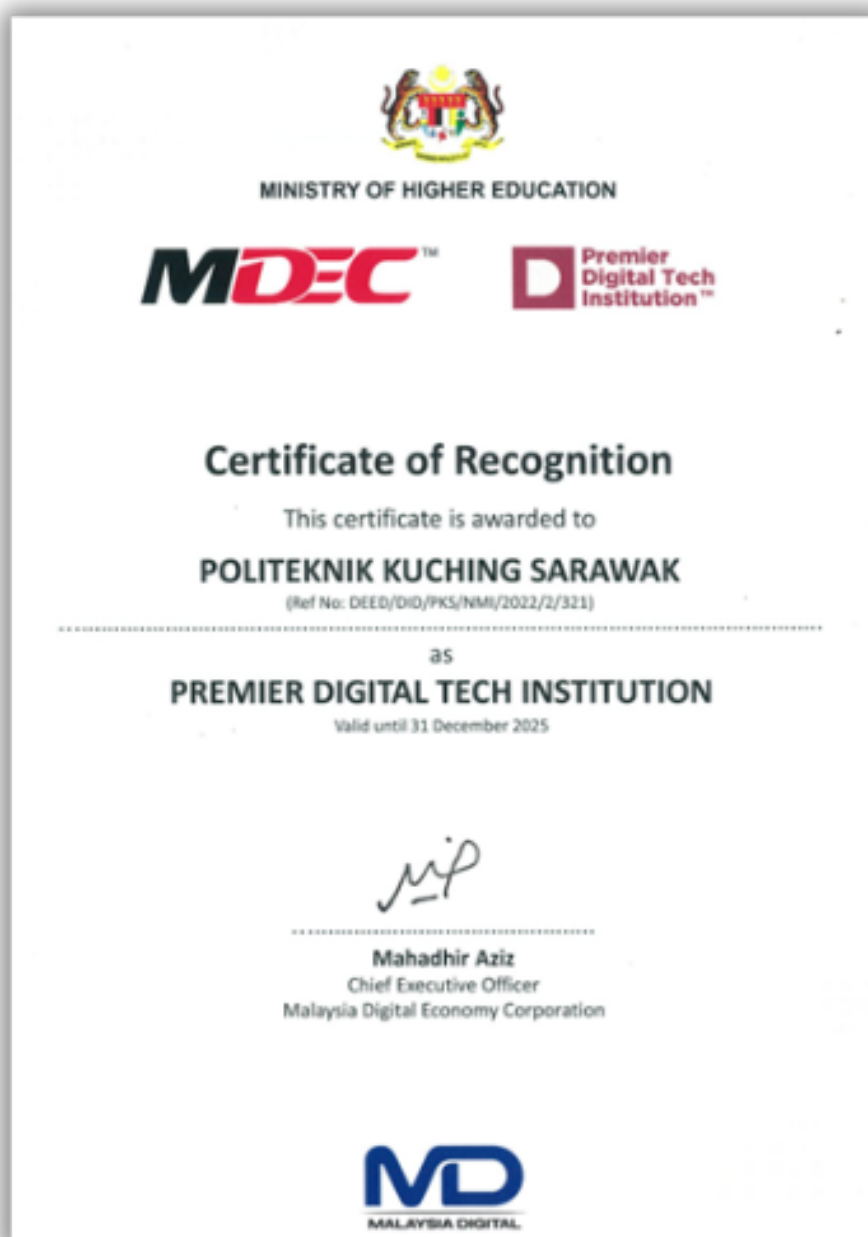 MINISTRY OF HIGHER EDUCATION
MDEC™
Premier
Digital Tech
Institution™
Certificate of Recognition
This certificate is awarded to
POLITEKNIK KUCHING SARAWAK
(Ref No: DEED/DID/PKS/NMI/2022/2/321)
as
PREMIER DIGITAL TECH INSTITUTION
Valid until 31 December 2025
Mahadhir Aziz
Chief Executive Officer
Malaysia Digital Economy Corporation
MD
MALAYSIA DIGITAL